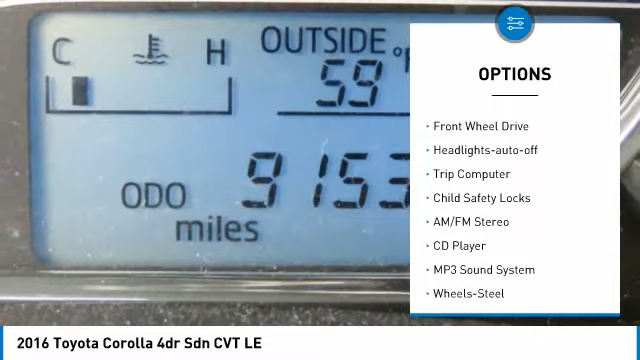 C H OUTSIDE
59
ODO
miles
OPTIONS
· Front Wheel Drive
· Headlights-auto-off
· Trip Computer
· Child Safety Locks
· AM/FM Stereo
· CD Player
· MP3 Sound System
· Wheels-Steel
2016 Toyota Corolla 4dr Sdn CVT LE